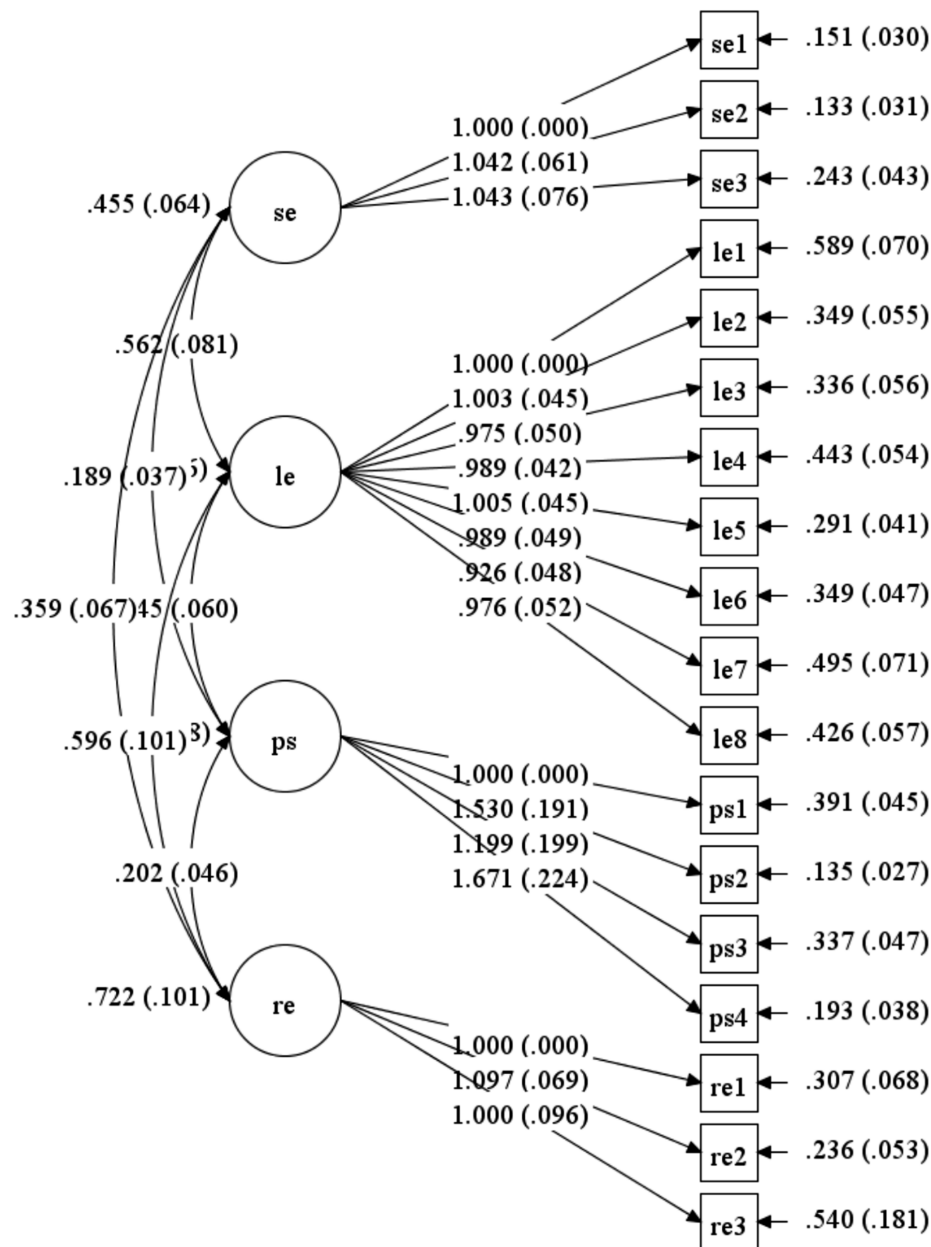 se1 .151 (.030)
se2 .133 (.031)
1.000 (.000)
1.042 (.061)
se3 .243 (.043)
1.043 (.076)
.455 (.064) se
le1 .589 (.070)
le2 .349 (.055)
.562 (.081)
1.000 (.000)
le3 .336 (.056)
1.003 (.045)
.975 (.050)
le4 .443 (.054)
.989 (.042)
.189 (.037) 5) le
1.005 (.045)
le5 .291 (.041)
.989 (.049)
.926 (.048)
le6 .349 (.047)
.976 (.052)
.359 (.067) 45 (.060)
le7 .495 (.071)
le8 .426 (.057)
.596 (.101) 8) ps
1.000 (.000)
ps1 .391 (.045)
1.530 (.191)
1.199 (.199)
ps2 .135 (.027)
.202 (.046)
1.671 (.224)
ps3 .337 (.047)
.722 (.101) re
ps4 .193 (.038)
1.000 (.000)
re1 .307 (.068)
1.097 (.069)
1.000 (.096)
re2 .236 (.053)
re3 .540 (.181)